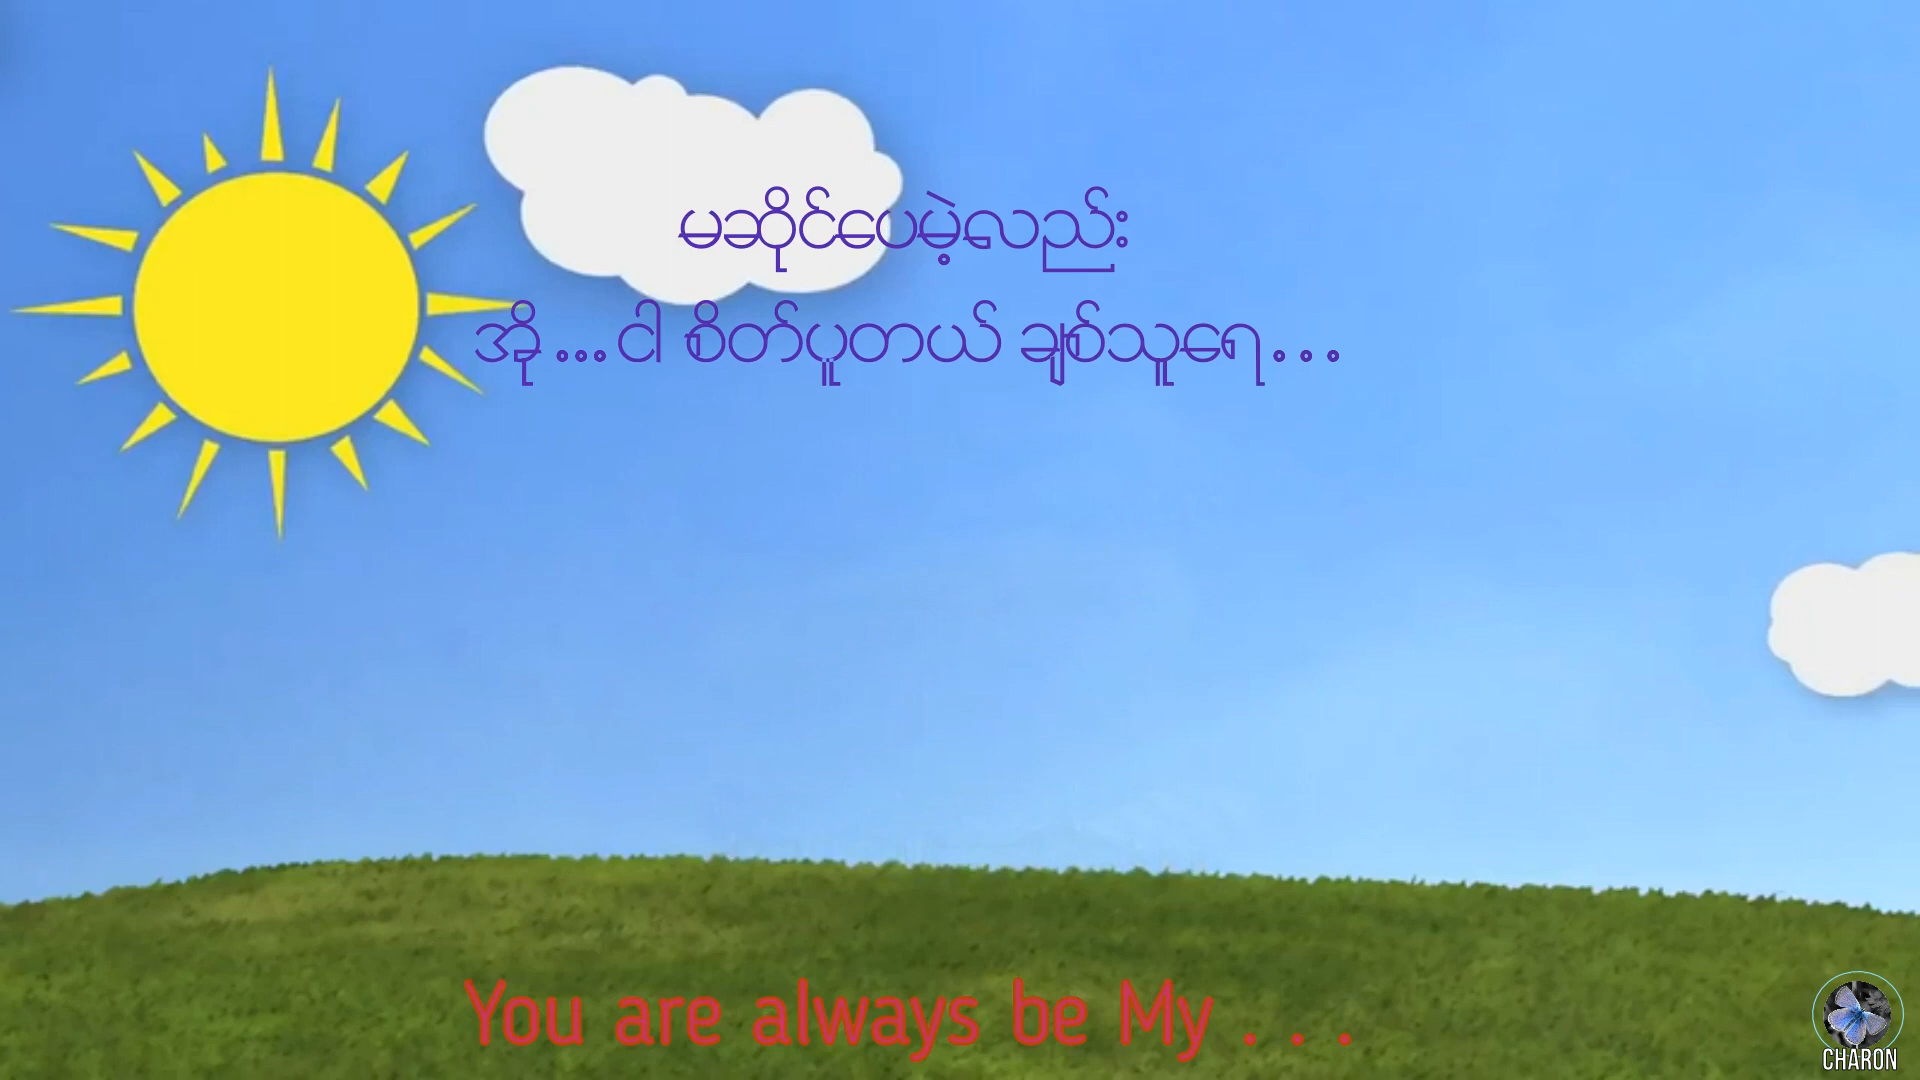 မဆိုင်ပေမဲ့လည်း
အို...ငါ စိတ်ပူတယ် ချစ်သူရေ...
You are always be My . . .
CHARON